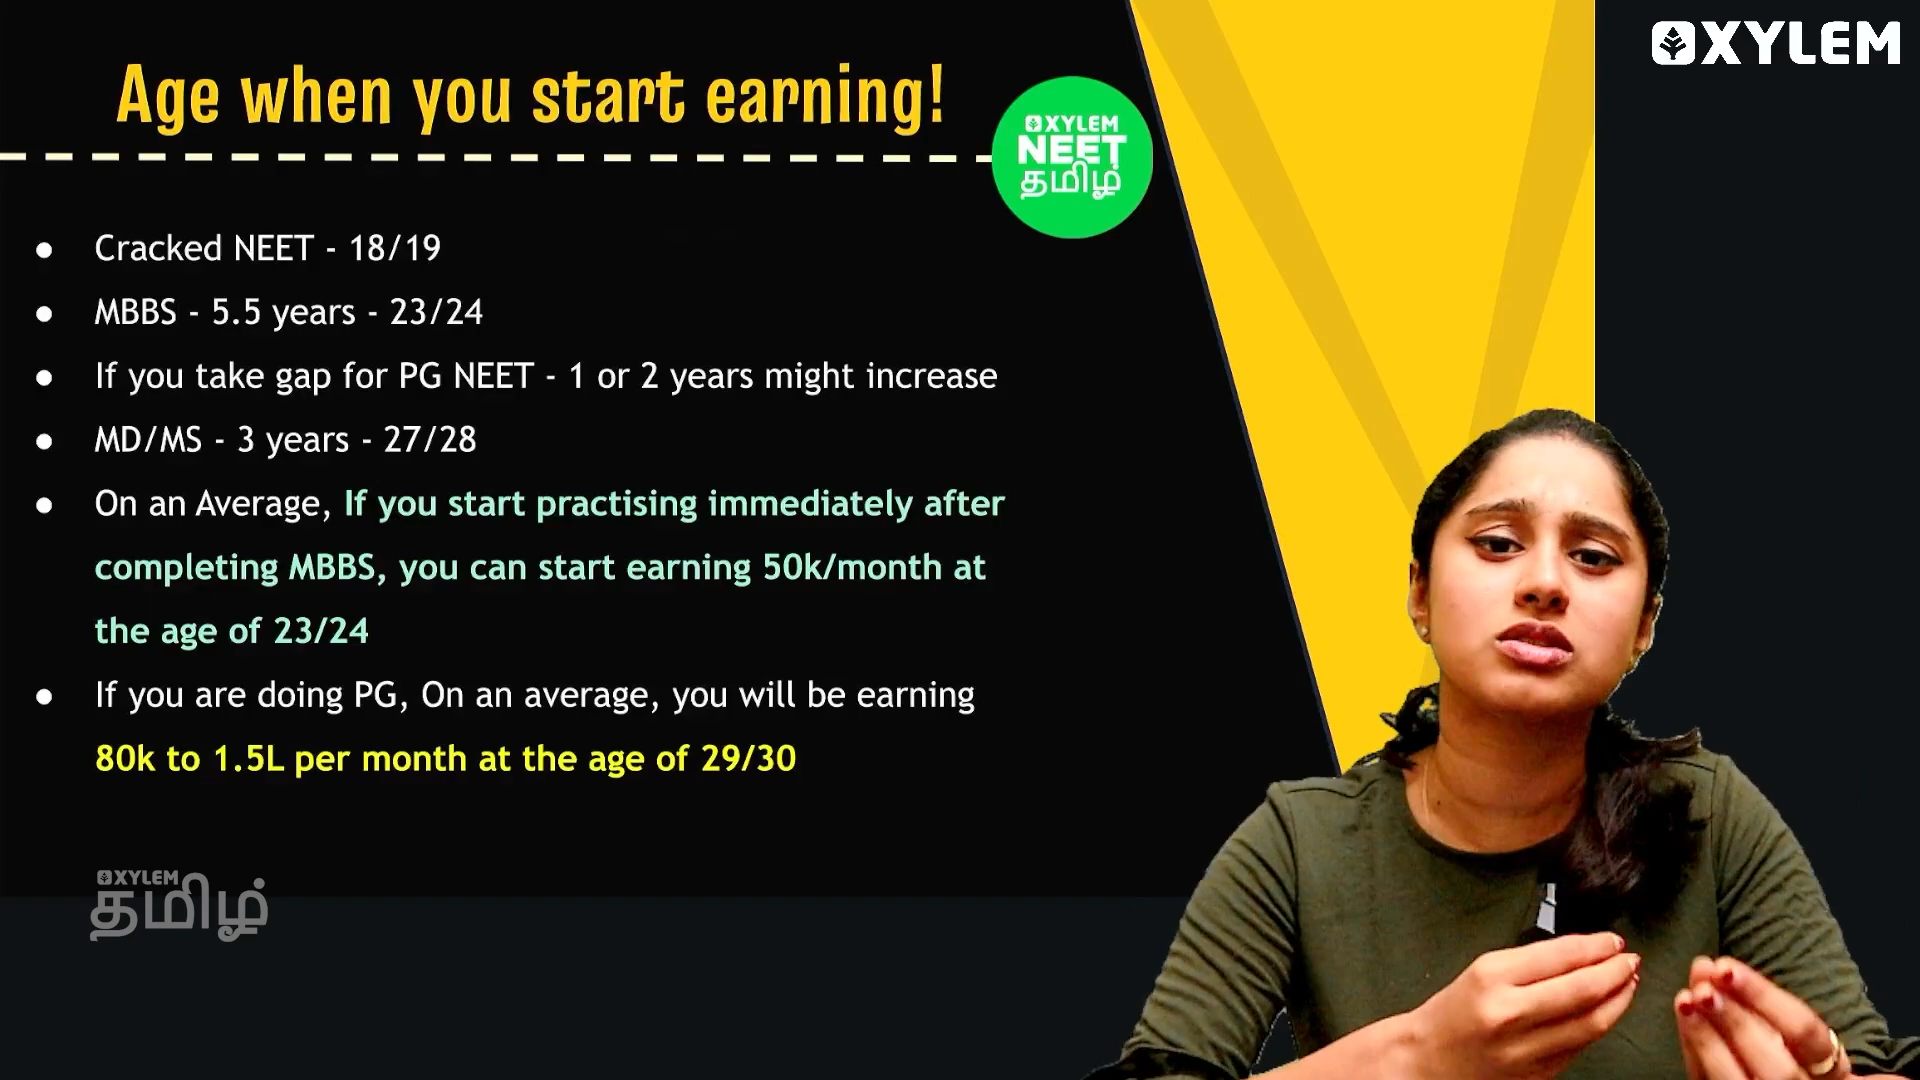 OXYLEM
Age when you start earning!
OXYLEM
NEET
தமிழ்
● Cracked NEET - 18/19
● MBBS - 5.5 years - 23/24
● If you take gap for PG NEET - 1 or 2 years might increase
● MD/MS - 3 years - 27/28
● On an Average, If you start practising immediately after
completing MBBS, you can start earning 50k/month at
the age of 23/24
● If you are doing PG, On an average, you will be earning
80k to 1.5L per month at the age of 29/30
OXYLEM
தமிழ்